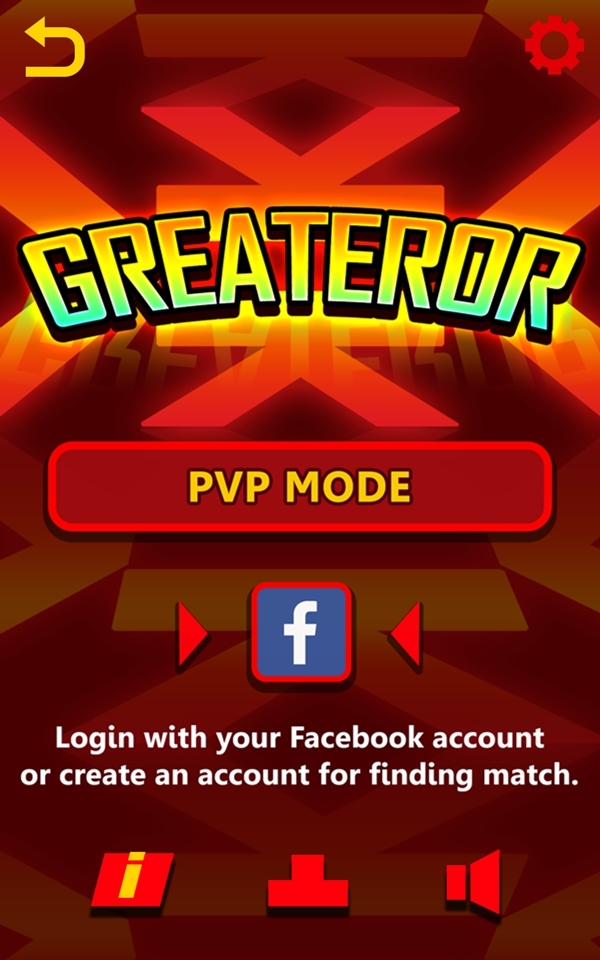 GREATEROR
PVP MODE
f
Login with your Facebook account
or create an account for finding match.
i